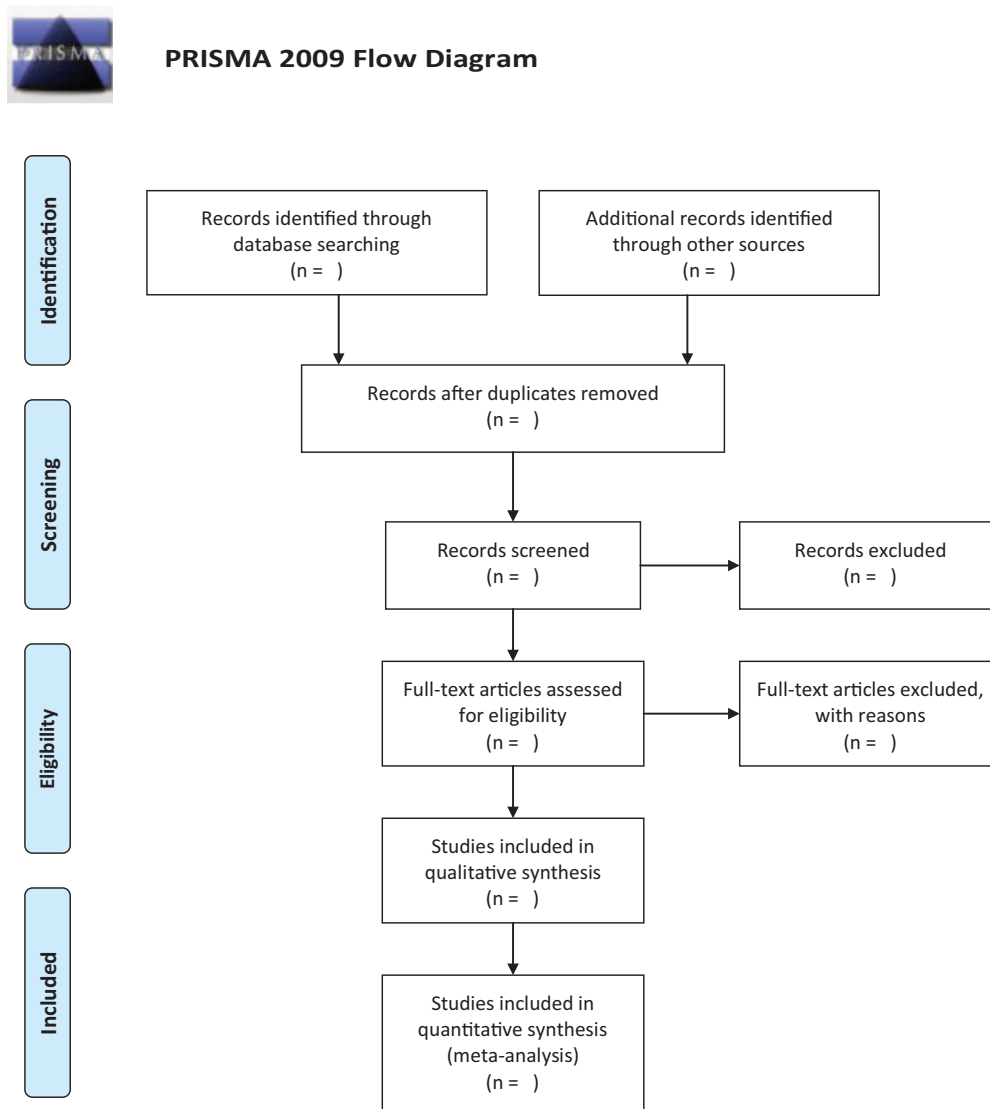 PRISMA
PRISMA 2009 Flow Diagram
Identification
Records identified through
database searching
(n =   )
Additional records identified
through other sources
(n =   )
Records after duplicates removed
(n =   )
Screening
Records screened
(n =   )
Records excluded
(n =   )
Eligibility
Full-text articles assessed
for eligibility
(n =   )
Full-text articles excluded,
with reasons
(n =   )
Studies included in
qualitative synthesis
(n =   )
Included
Studies included in
quantitative synthesis
(meta-analysis)
(n =   )